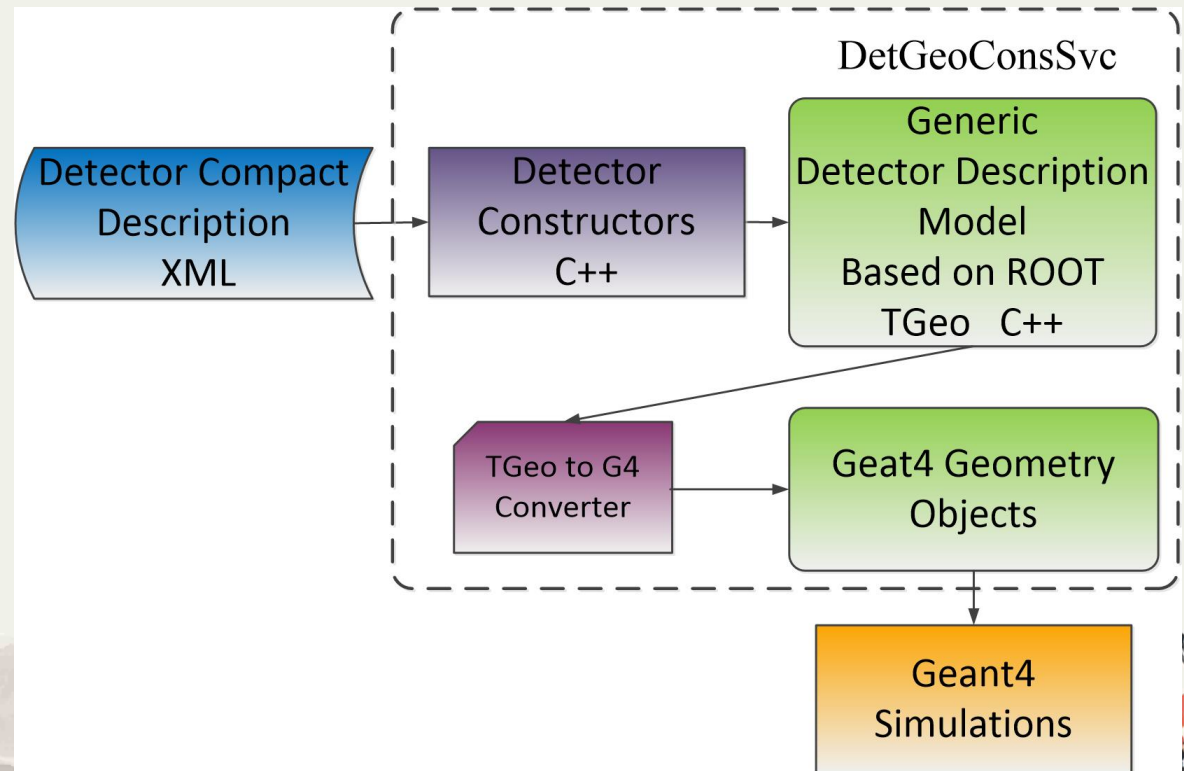 DetGeoConsSvc
Detector Compact
Description
XML
Detector
Constructors
C++
Generic
Detector Description
Model
Based on ROOT
TGeo C++
TGeo to G4
Converter
Geat4 Geometry
Objects
Geant4
Simulations